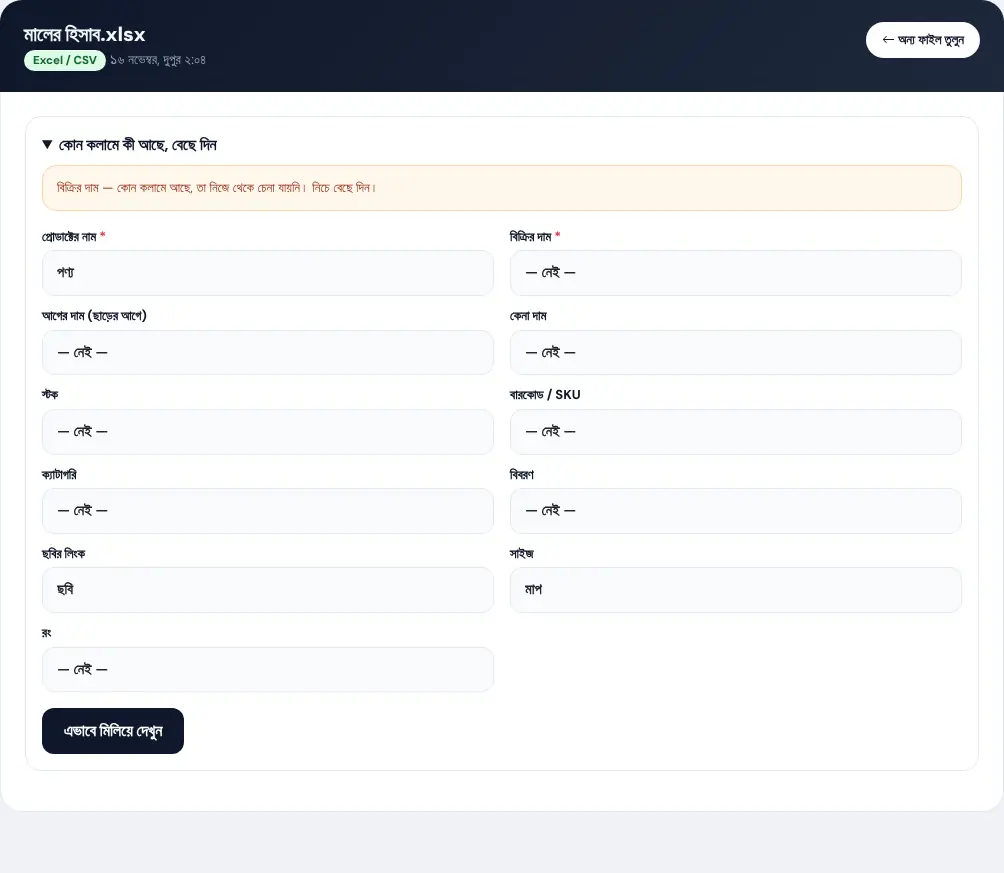 মালের হিসাব.xlsx
Excel / CSV ১৬ নভেম্বর, দুপুর ২:০৪
← অন্য ফাইল তুলুন
▼ কোন কলামে কী আছে, বেছে দিন
বিক্রির দাম — কোন কলামে আছে, তা নিজে থেকে চেনা যায়নি। নিচে বেছে দিন।
প্রোডাক্টের নাম *
পণ্য
বিক্রির দাম *
— নেই —
আগের দাম (ছাড়ের আগে)
— নেই —
কেনা দাম
— নেই —
স্টক
— নেই —
বারকোড / SKU
— নেই —
ক্যাটাগরি
— নেই —
বিবরণ
— নেই —
ছবির লিংক
ছবি
সাইজ
মাপ
রং
— নেই —
এভাবে মিলিয়ে দেখুন